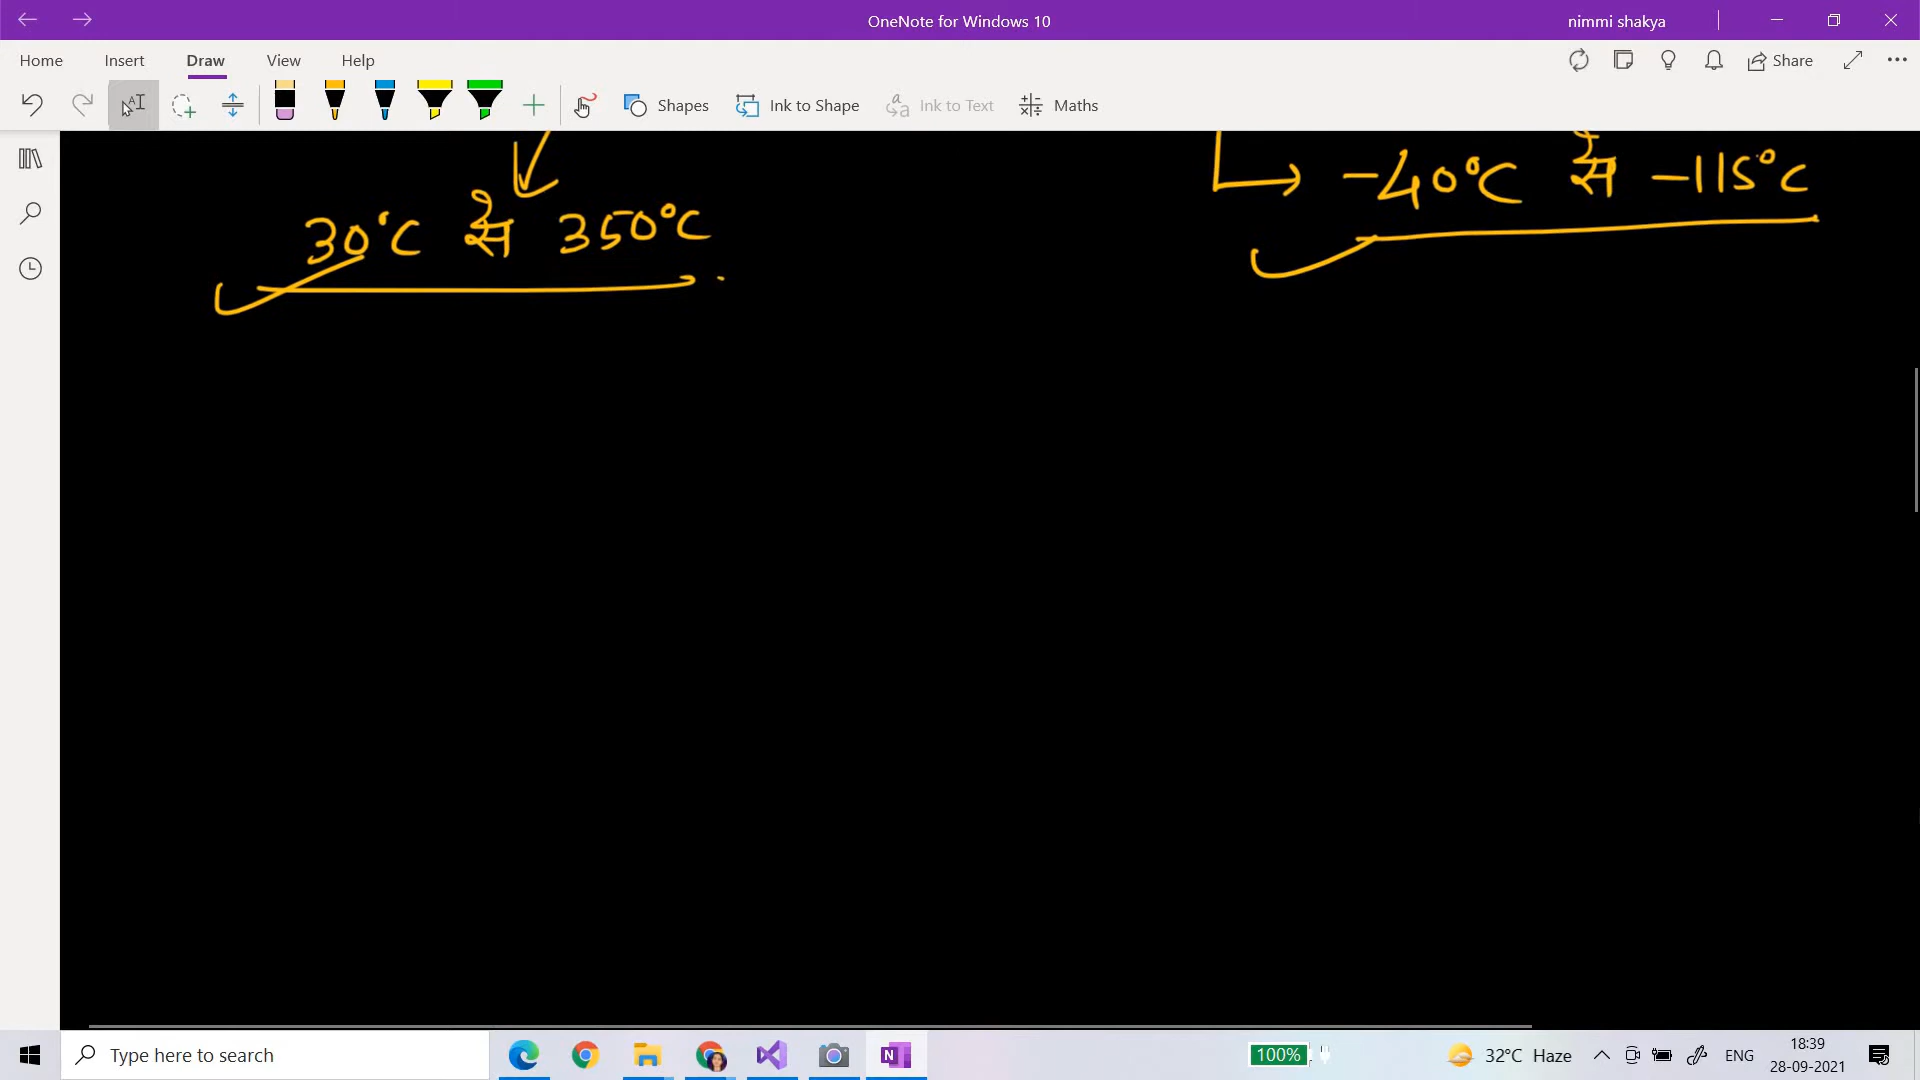 OneNote for Windows 10
nimmi shakya
Home Insert Draw View Help
Share
Shapes Ink to Shape Ink to Text Maths
30°C से 350°C
-40°C से -115°C
Type here to search
100%
32°C Haze
ENG
18:39
28-09-2021